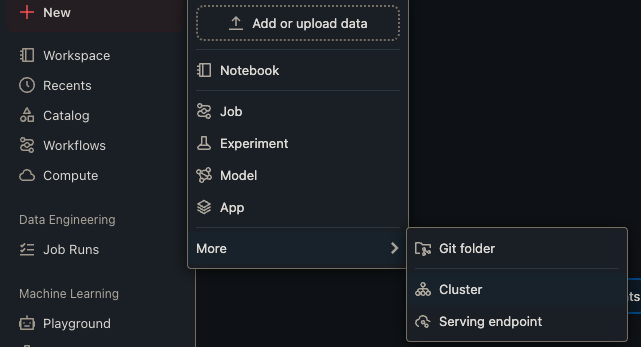 New
Workspace
Recents
Catalog
Workflows
Compute
Data Engineering
Job Runs
Machine Learning
Playground
Add or upload data
Notebook
Job
Experiment
Model
App
More
Git folder
Cluster
Serving endpoint